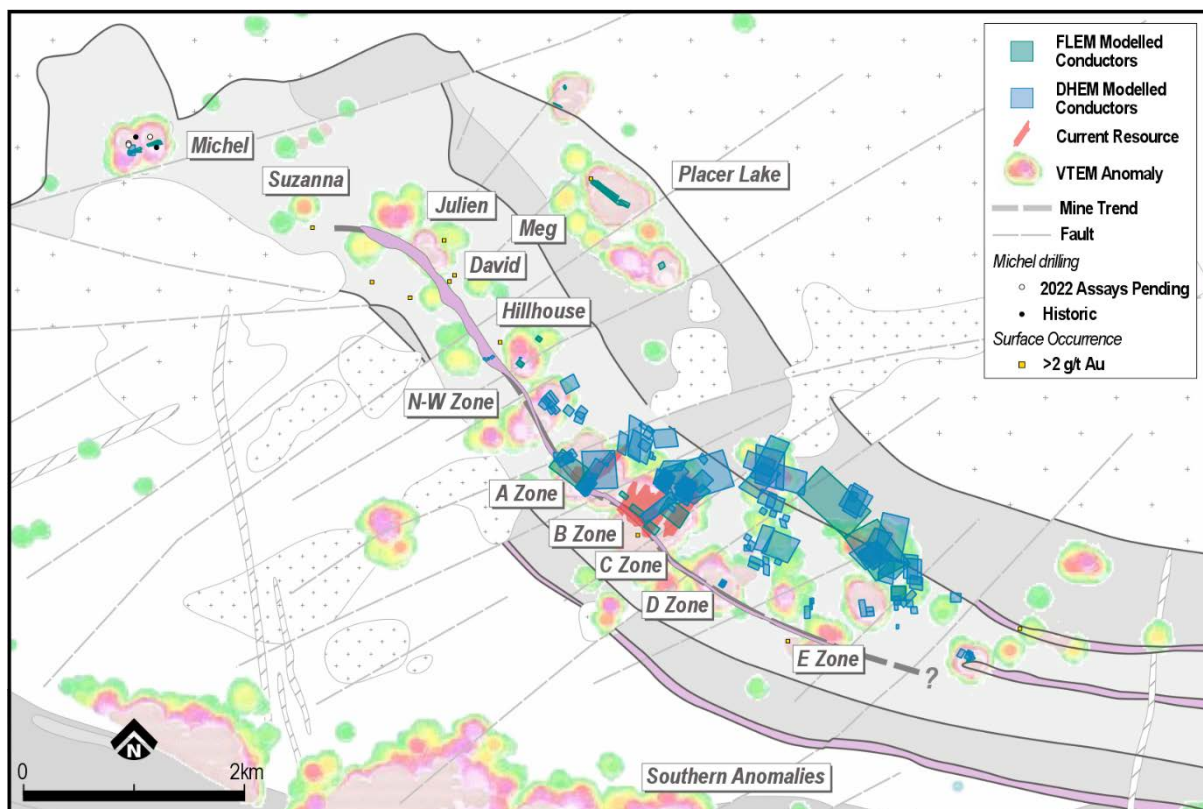 Michel
Suzanna
Julien
David
Meg
Placer Lake
Hillhouse
N-W Zone
A Zone
B Zone
C Zone
D Zone
E Zone
?
Southern Anomalies
N
0
2km
FLEM Modelled
Conductors
DHEM Modelled
Conductors
Current Resource
VTEM Anomaly
Mine Trend
Fault
Michel drilling
2022 Assays Pending
Historic
Surface Occurrence
>2 g/t Au